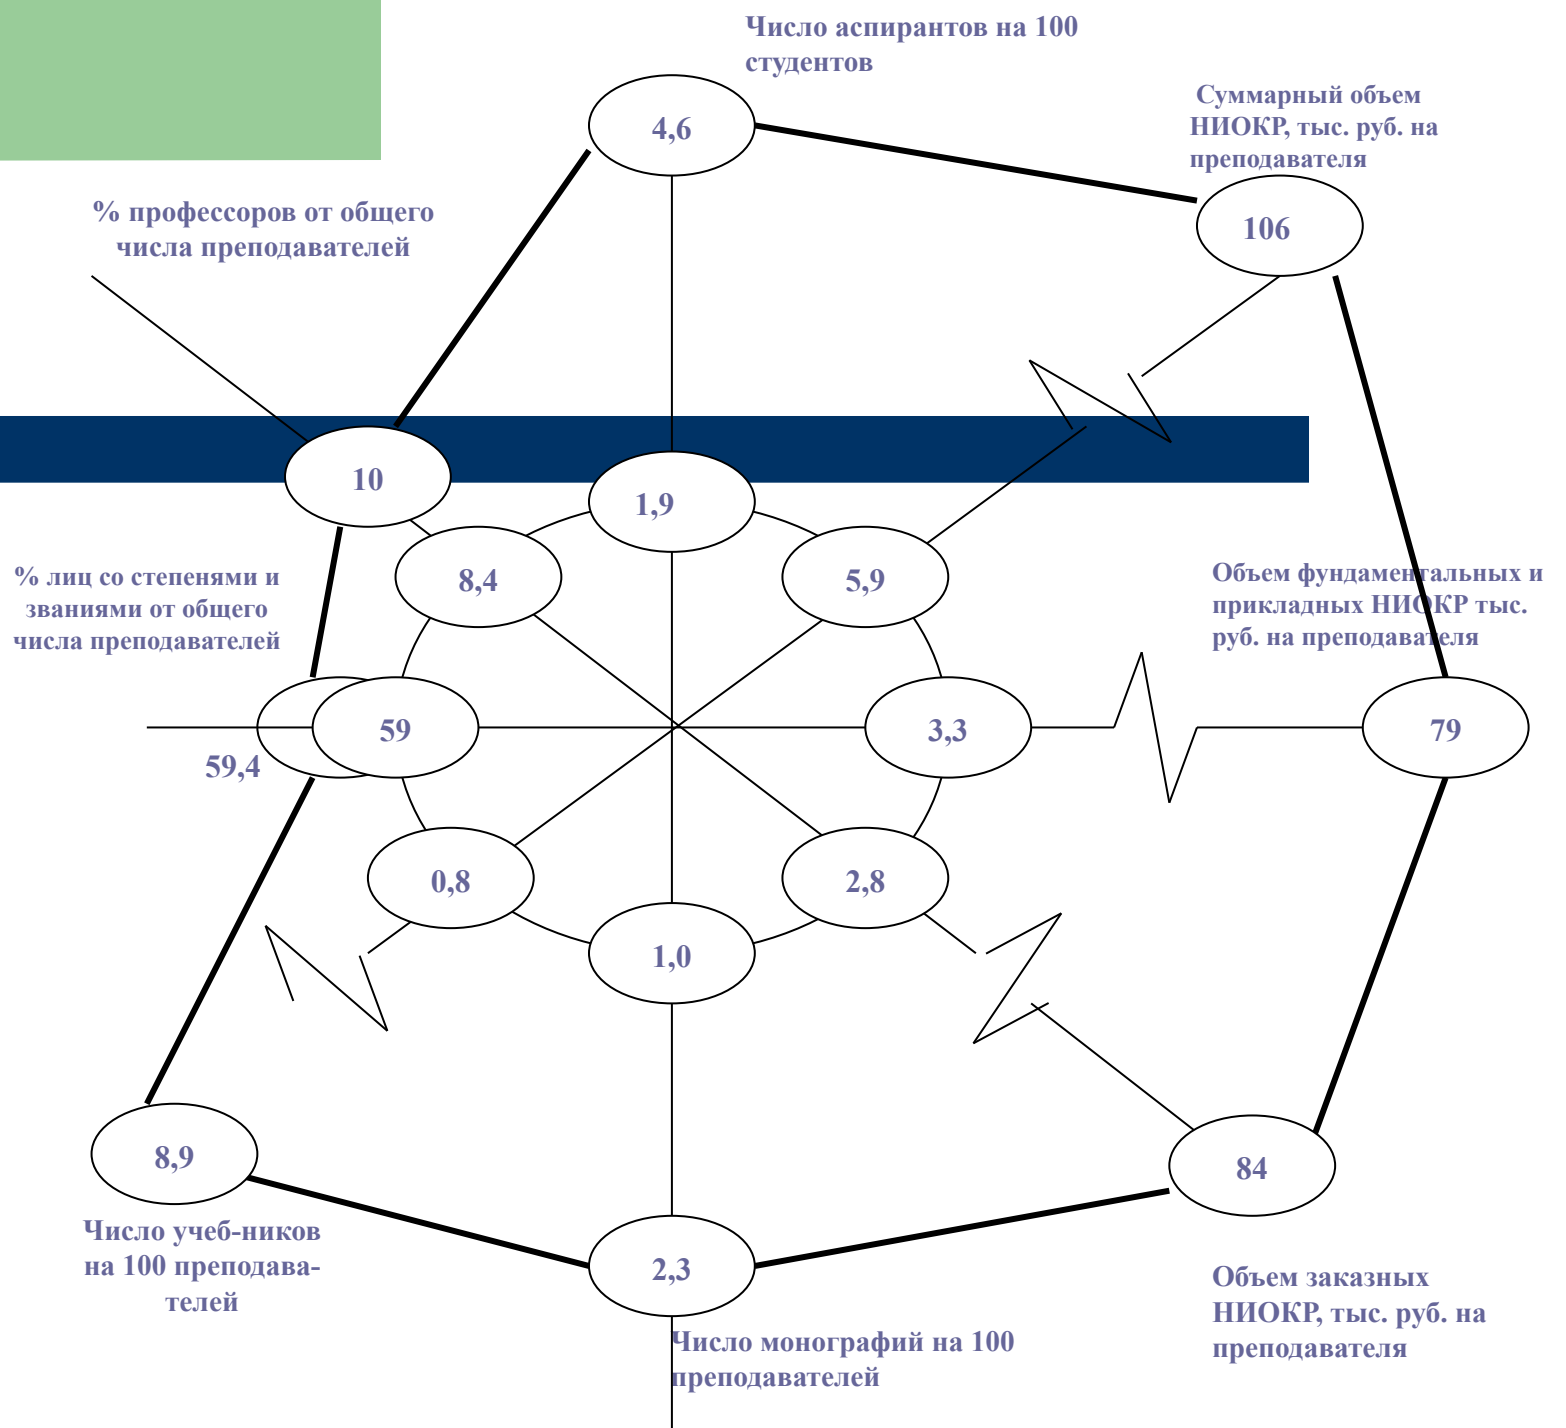 Число аспирантов на 100
студентов
4,6
Суммарный объем
НИОКР, тыс. руб. на
преподавателя
106
% профессоров от общего
числа преподавателей
10
1,9
8,4
5,9
% лиц со степенями и
званиями от общего
числа преподавателей
Объем фундаментальных и
прикладных НИОКР тыс.
руб. на преподавателя
59
59,4
3,3
79
0,8
2,8
1,0
8,9
84
Число учеб-ников
на 100 преподава-
телей
2,3
Объем заказных
НИОКР, тыс. руб. на
преподавателя
Число монографий на 100
преподавателей